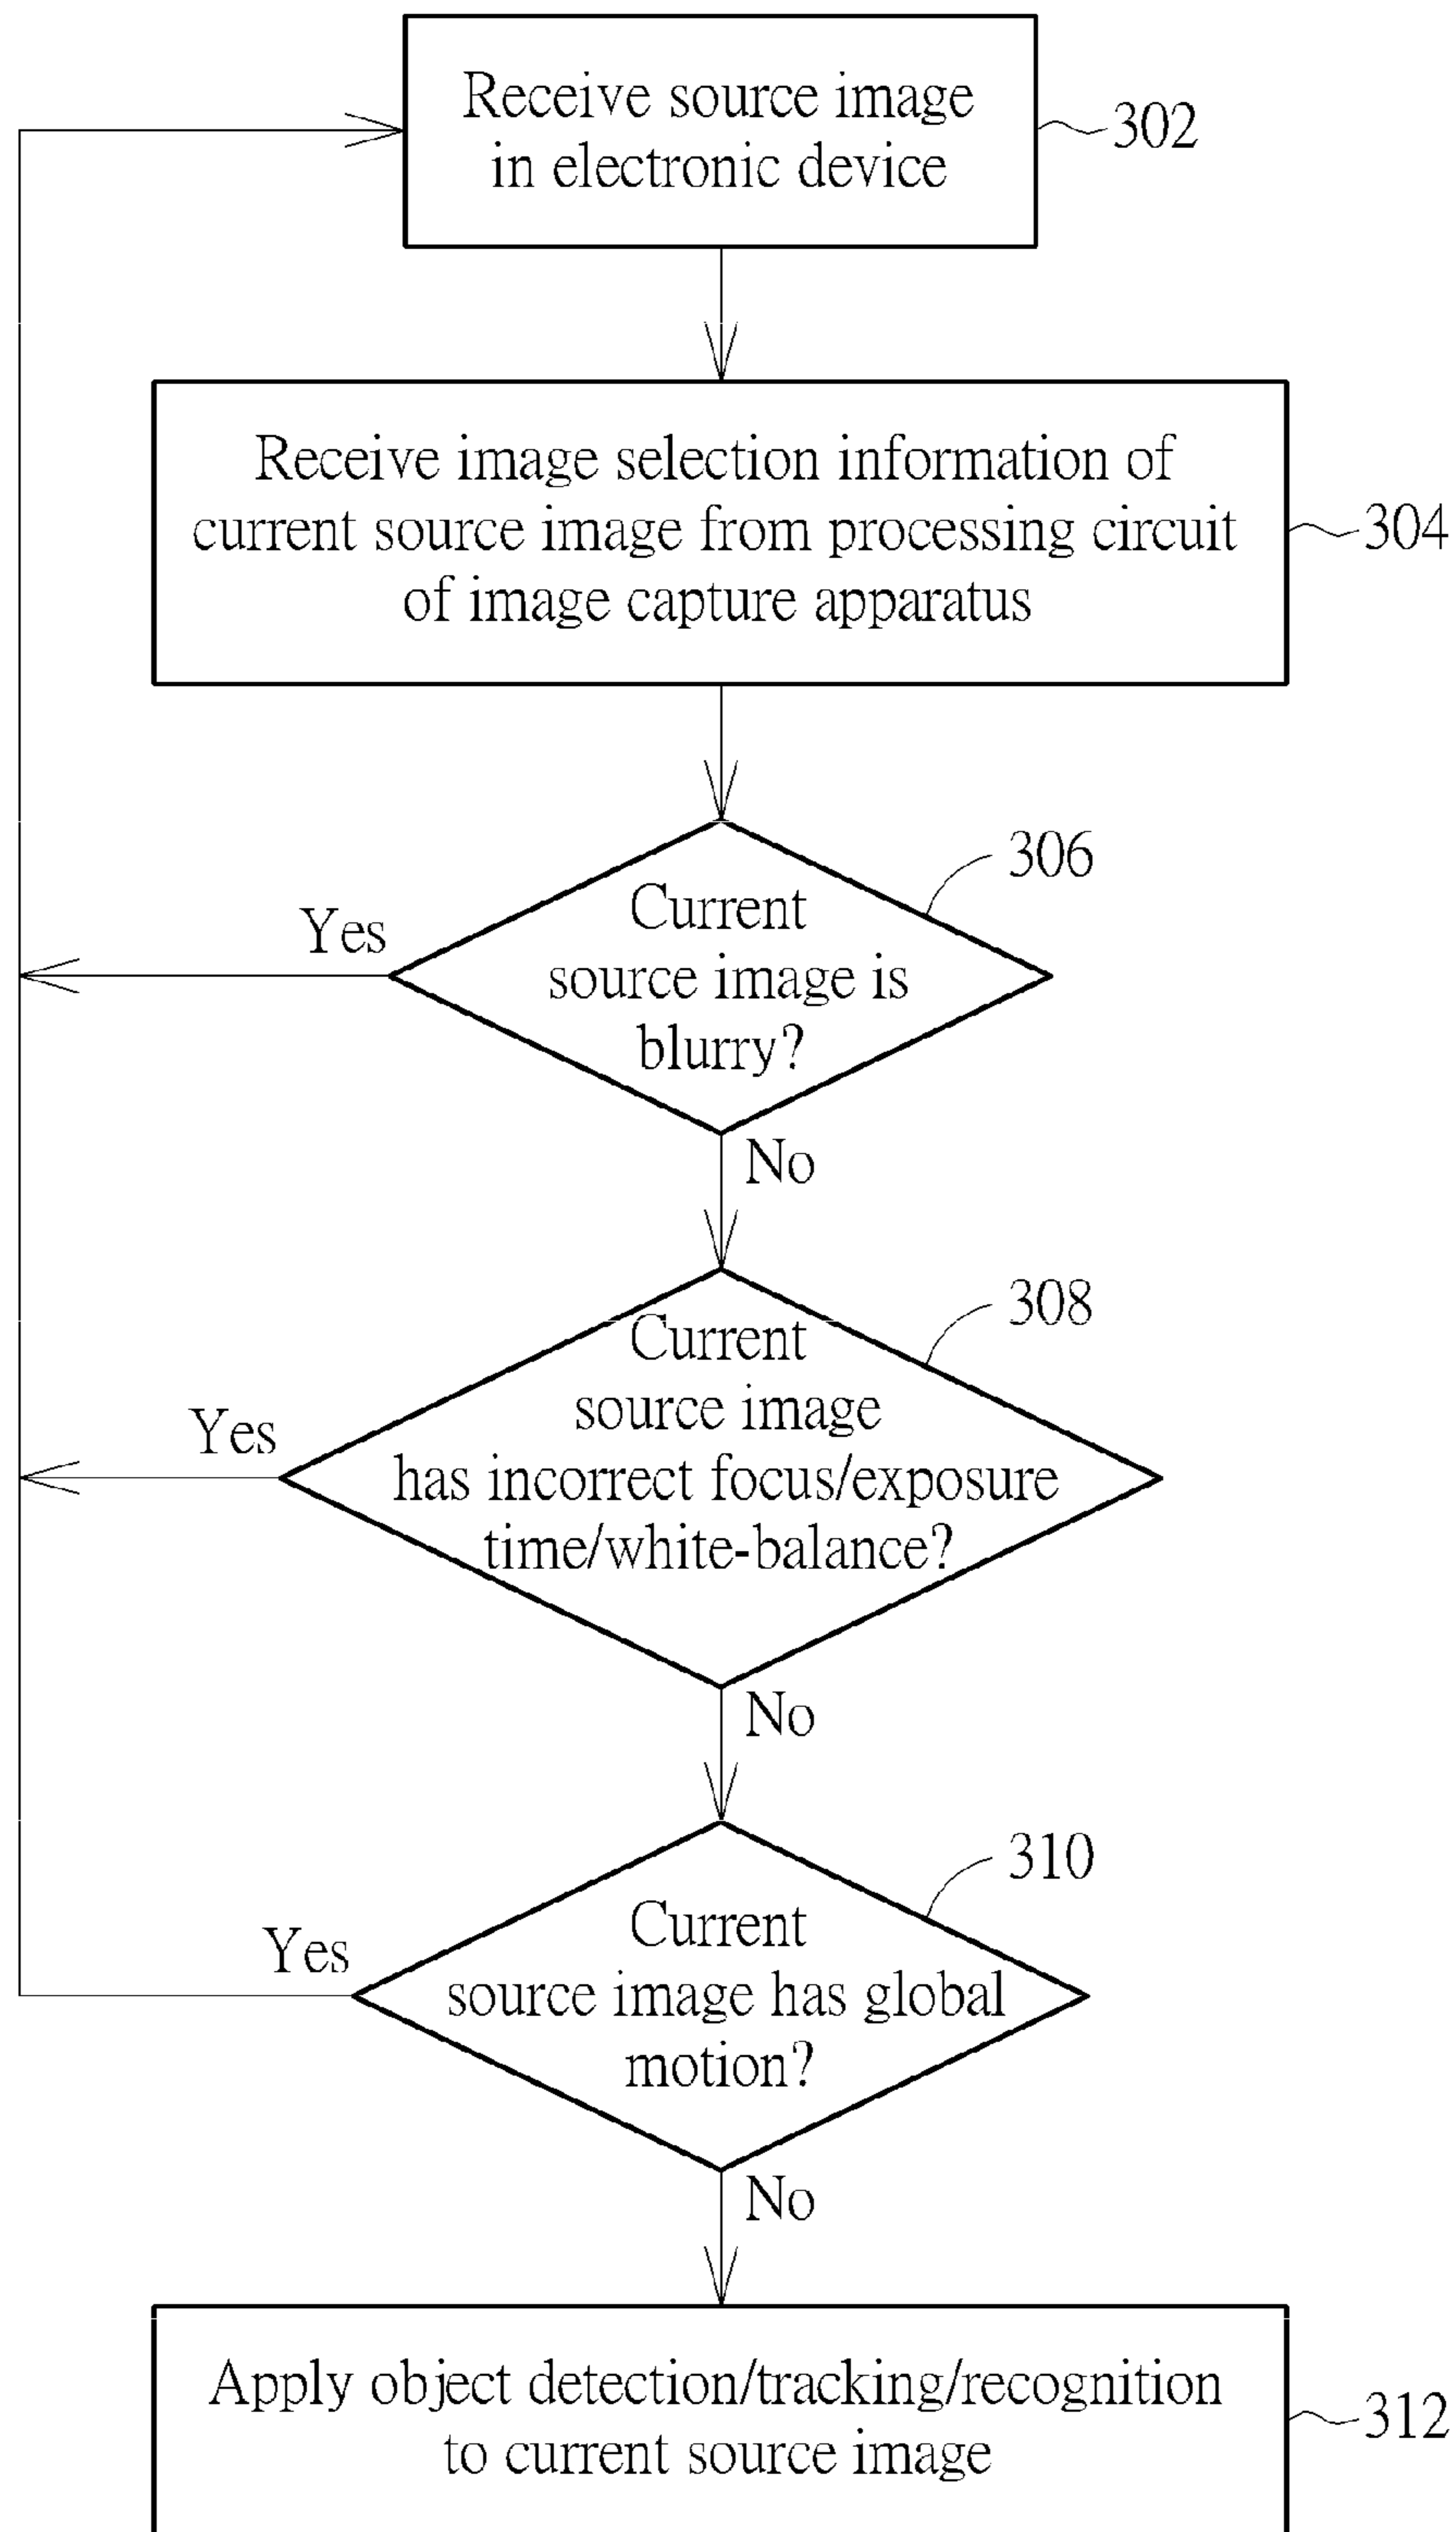 Receive source image
in electronic device
302
Receive image selection information of
current source image from processing circuit
of image capture apparatus
304
306
Current
source image is
blurry?
Yes
No
308
Current
source image
has incorrect focus/exposure
time/white-balance?
Yes
No
310
Current
source image has global
motion?
Yes
No
Apply object detection/tracking/recognition
to current source image
312